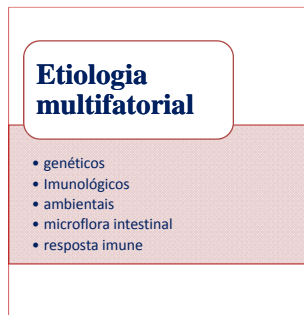 Etiologia
multifatorial
• genéticos
• Imunológicos
• ambientais
• microflora intestinal
• resposta imune